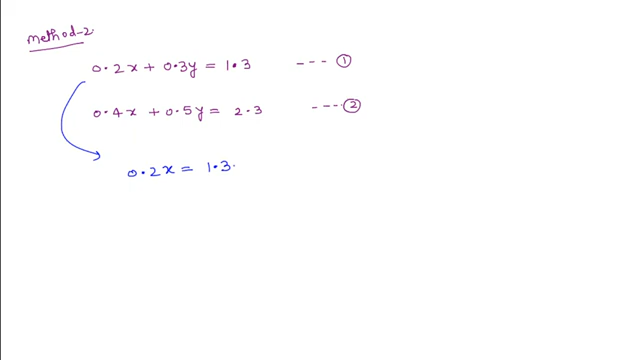 method-2.
0.2x + 0.3y = 1.3 --- ①
0.4x + 0.5y = 2.3 ---- ②
0.2x = 1.3